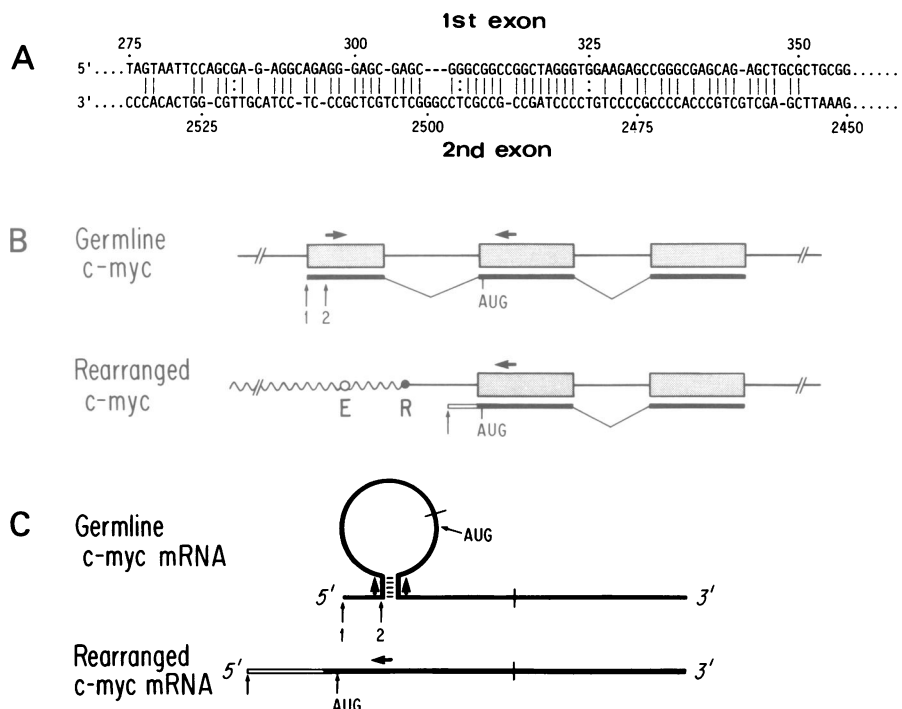 1st exon
A
275 300 325 350
5'....TAGTAATTCCAGCGA-G-AGGCAGAGG-GAGC-GAGC---GGGCGGCCGGCTAGGGTGGAAGAGCCGGGCGAGCAG-AGCTGCGCTGCGG......
3'....CCCACACTGG-CGTTGCATCC-TC-CCGCTCGTCTCGGGCCTCGCCG-CCGATCCCCTGTCCCCGCCCCACCCGTCGTCGA-GCTTAAAG......
2525 2500 2475 2450
2nd exon
B
Germline
c-myc
1 2 AUG
Rearranged
c-myc
E R AUG
C
Germline
c-myc mRNA
AUG
5' 3'
1 2
Rearranged
c-myc mRNA
5' 3'
AUG